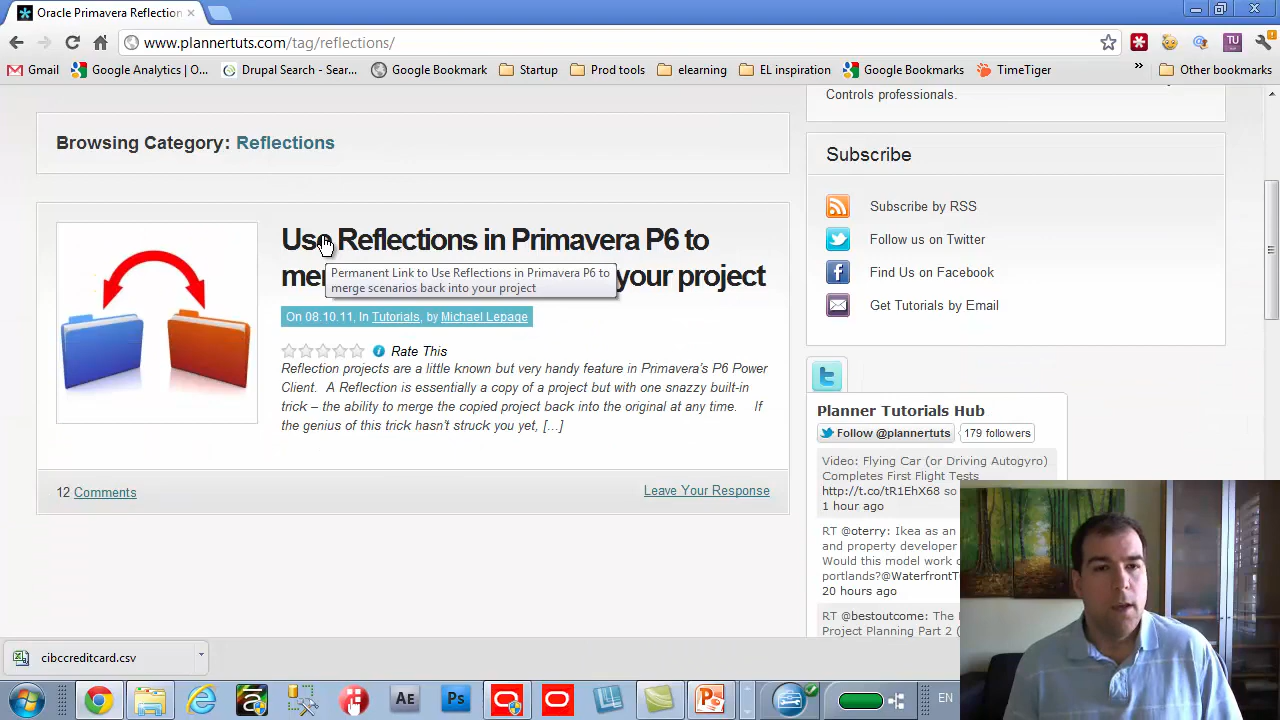 Oracle Primavera Reflection
www.plannertuts.com/tag/reflections/
Gmail
Google Analytics | O...
Drupal Search - Sear...
Google Bookmark
Startup
Prod tools
elearning
EL inspiration
Google Bookmarks
TimeTiger
»
Other bookmarks
Controls professionals.
Browsing Category: Reflections
Subscribe
Subscribe by RSS
Follow us on Twitter
Find Us on Facebook
Get Tutorials by Email
Use Reflections in Primavera P6 to
mer your project
Permanent Link to Use Reflections in Primavera P6 to
merge scenarios back into your project
On 08.10.11, In Tutorials, by Michael Lepage
Rate This
Reflection projects are a little known but very handy feature in Primavera's P6 Power
Client. A Reflection is essentially a copy of a project but with one snazzy built-in
trick – the ability to merge the copied project back into the original at any time. If
the genius of this trick hasn't struck you yet, [...]
12 Comments
Leave Your Response
Planner Tutorials Hub
Follow @plannertuts
179 followers
Video: Flying Car (or Driving Autogyro)
Completes First Flight Tests
http://t.co/tR1EhX68 so
1 hour ago
RT @oterry: Ikea as an
and property developer
Would this model work
portlands?@WaterfrontT
20 hours ago
RT @bestoutcome: The
Project Planning Part 2 (
cibccreditcard.csv
AE
Ps
EN
TU